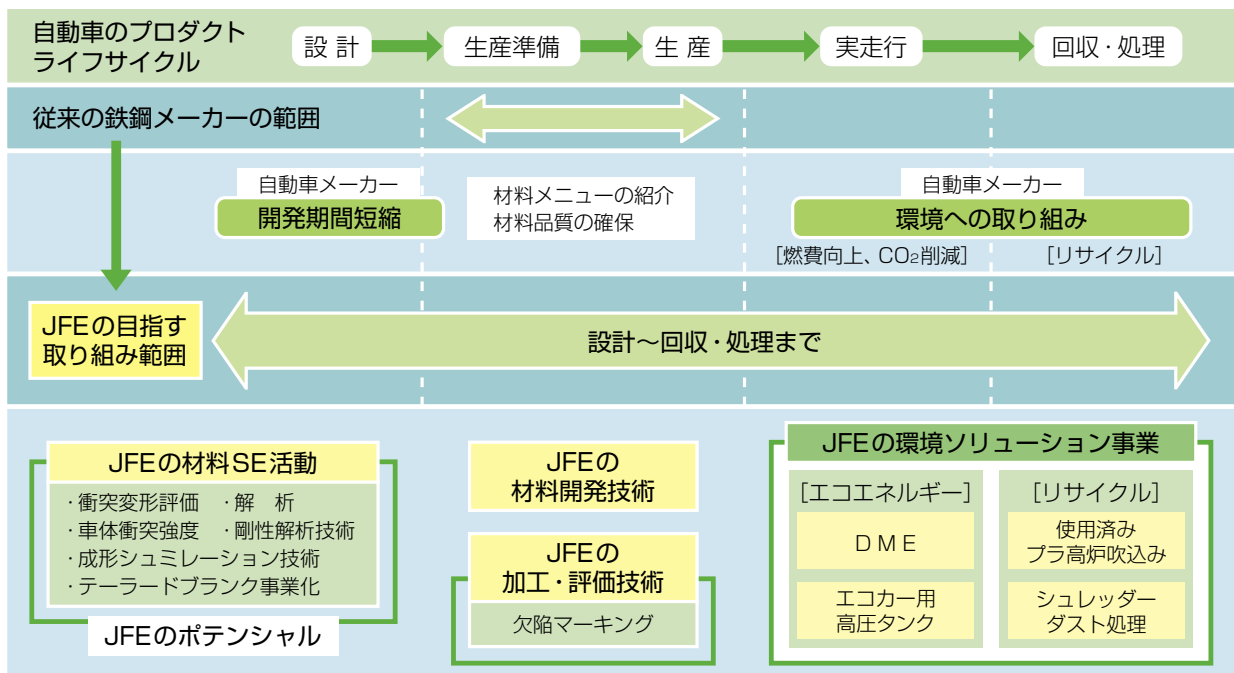 自動車のプロダクト
ライフサイクル
設 計
生産準備
生 産
実走行
回収・処理
従来の鉄鋼メーカーの範囲
自動車メーカー
開発期間短縮
材料メニューの紹介
材料品質の確保
自動車メーカー
環境への取り組み
[燃費向上、CO₂削減]
[リサイクル]
JFEの目指す
取り組み範囲
設計〜回収・処理まで
JFEの材料SE活動
・衝突変形評価 ・解 析
・車体衝突強度 ・剛性解析技術
・成形シュミレーション技術
・テーラードブランク事業化
JFEのポテンシャル
JFEの
材料開発技術
JFEの
加工・評価技術
欠陥マーキング
JFEの環境ソリューション事業
[エコエネルギー]
DME
エコカー用
高圧タンク
[リサイクル]
使用済み
プラ高炉吹込み
シュレッダー
ダスト処理